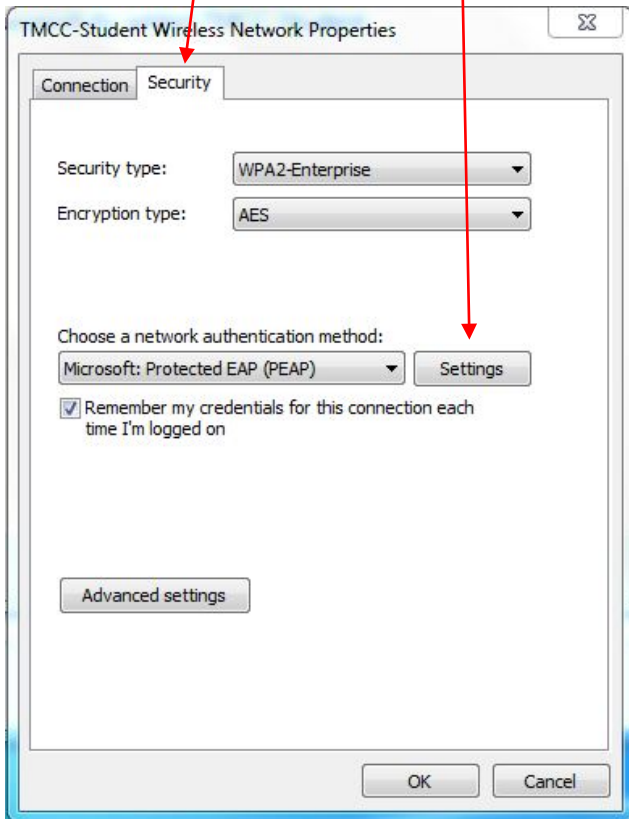 TMCC-Student Wireless Network Properties
Connection Security
Security type: WPA2-Enterprise
Encryption type: AES
Choose a network authentication method:
Microsoft: Protected EAP (PEAP) Settings
Remember my credentials for this connection each
time I'm logged on
Advanced settings
OK Cancel